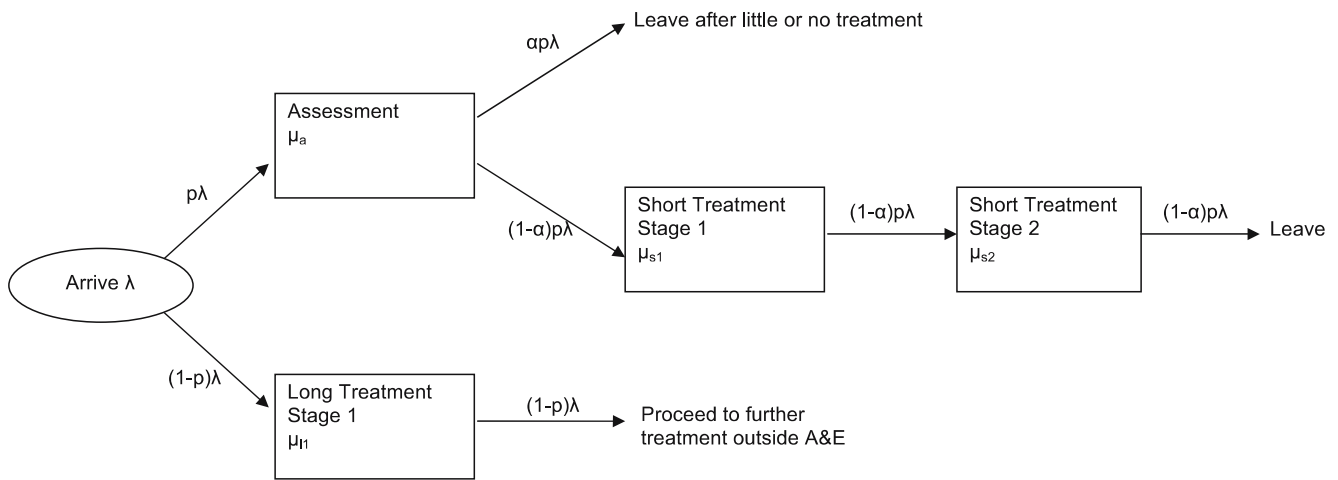 Leave after little or no treatment
αpλ
Assessment
μₐ
pλ
(1-α)pλ
Short Treatment
Stage 1
μₛ₁
(1-α)pλ
Short Treatment
Stage 2
μₛ₂
(1-α)pλ
Leave
Arrive λ
(1-p)λ
Long Treatment
Stage 1
μₗ₁
(1-p)λ
Proceed to further
treatment outside A&E